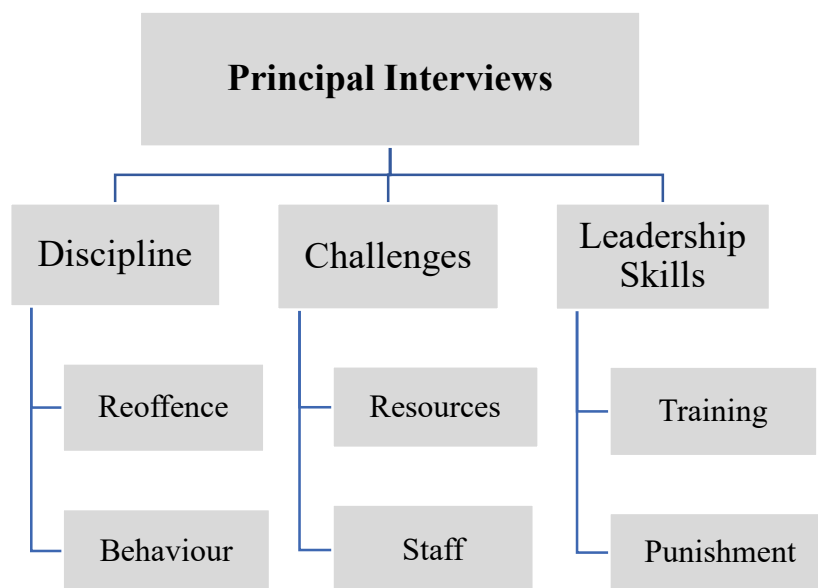 Principal Interviews
Discipline
Challenges
Leadership
Skills
Reoffence
Resources
Training
Behaviour
Staff
Punishment